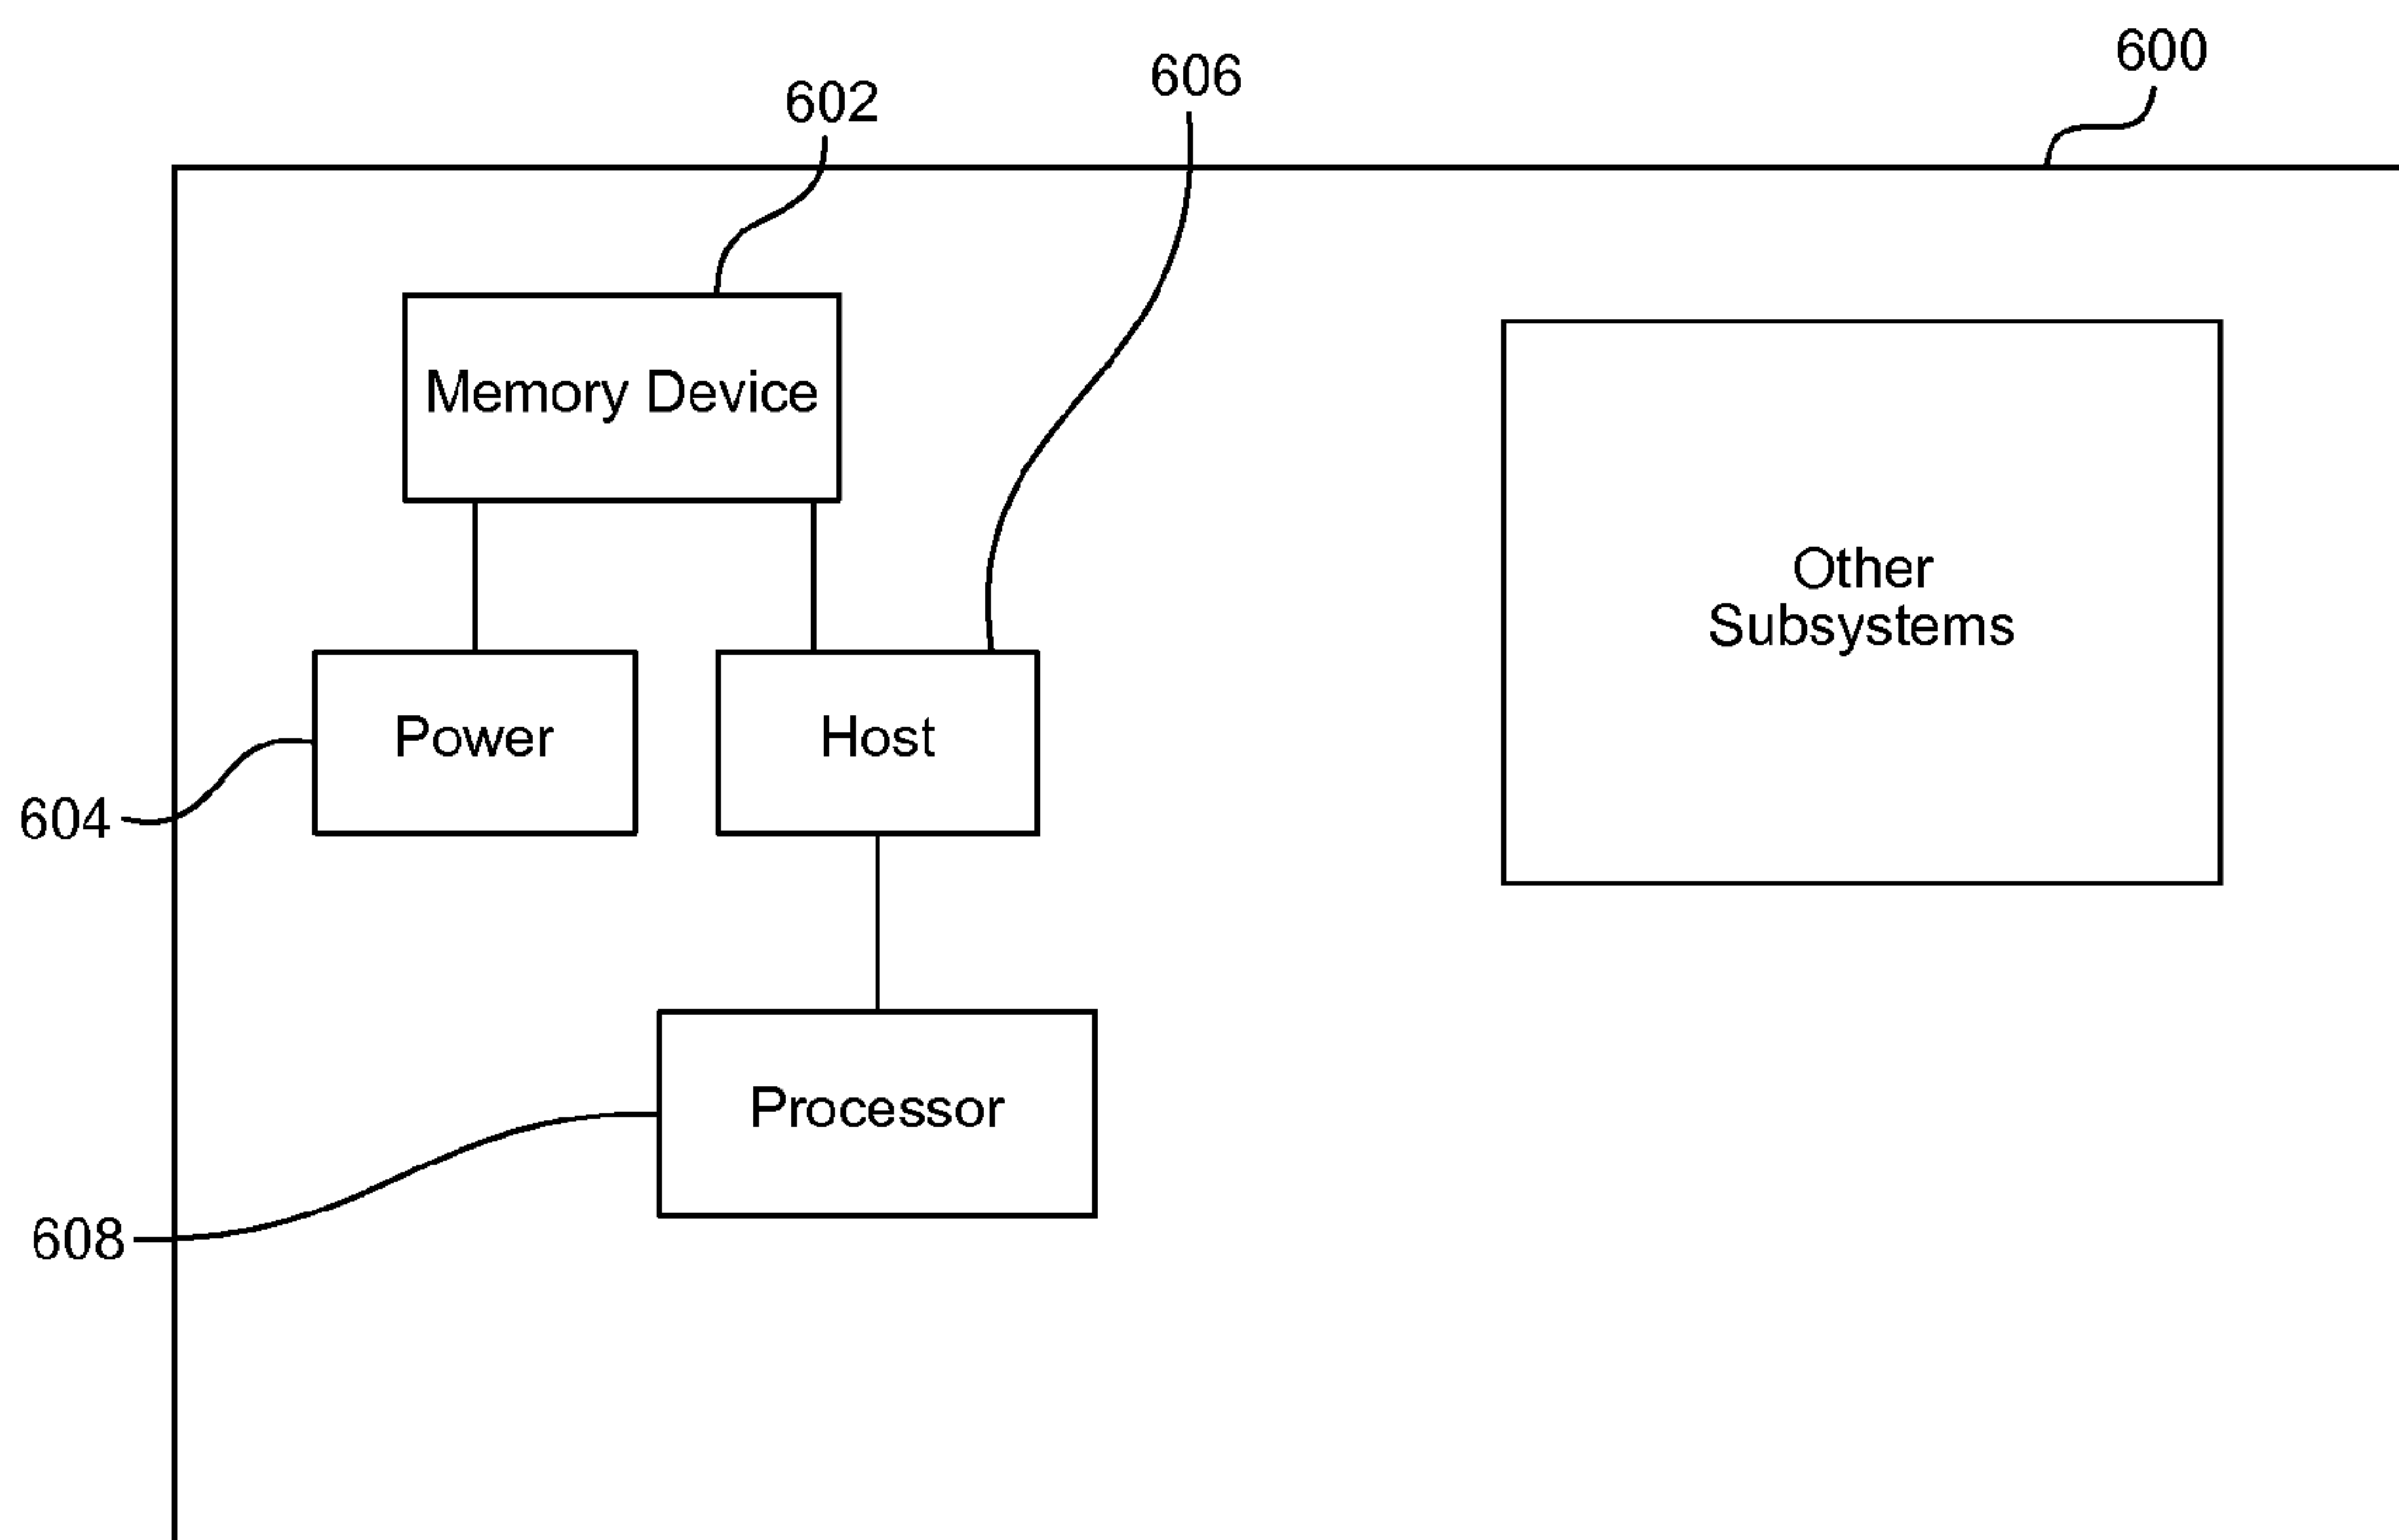 600
606
602
Memory Device
Other
Subsystems
Power
Host
604
Processor
608